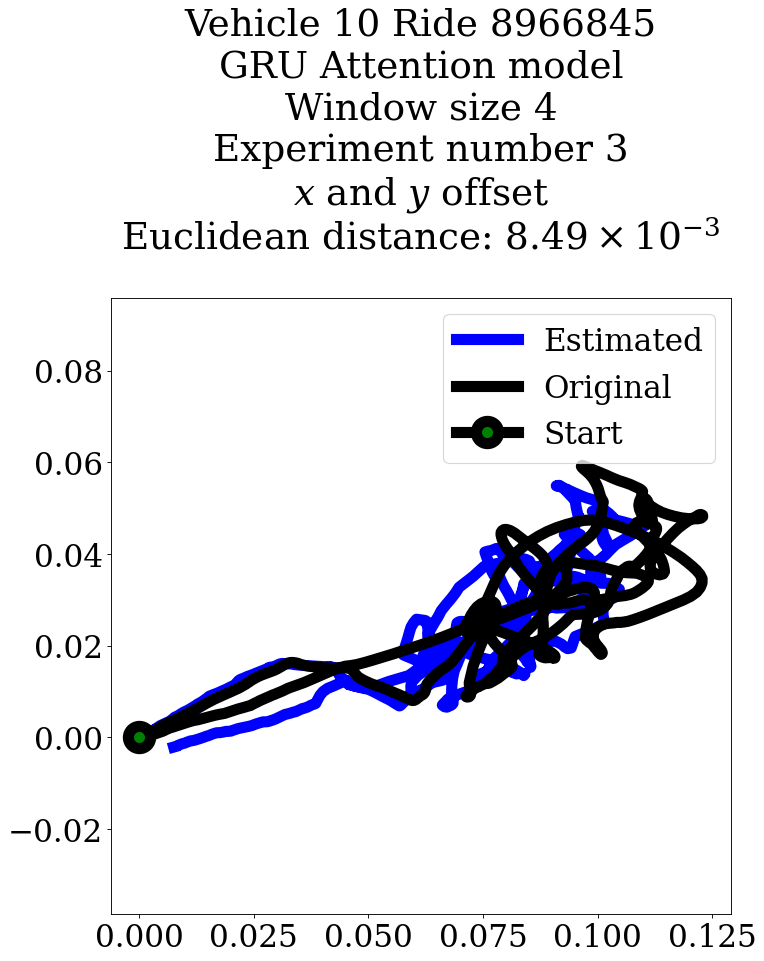 Vehicle 10 Ride 8966845
GRU Attention model
Window size 4
Experiment number 3
x and y offset
Euclidean distance: 8.49 × 10⁻³
Estimated
Original
Start
0.08
0.06
0.04
0.02
0.00
−0.02
0.000 0.025 0.050 0.075 0.100 0.125